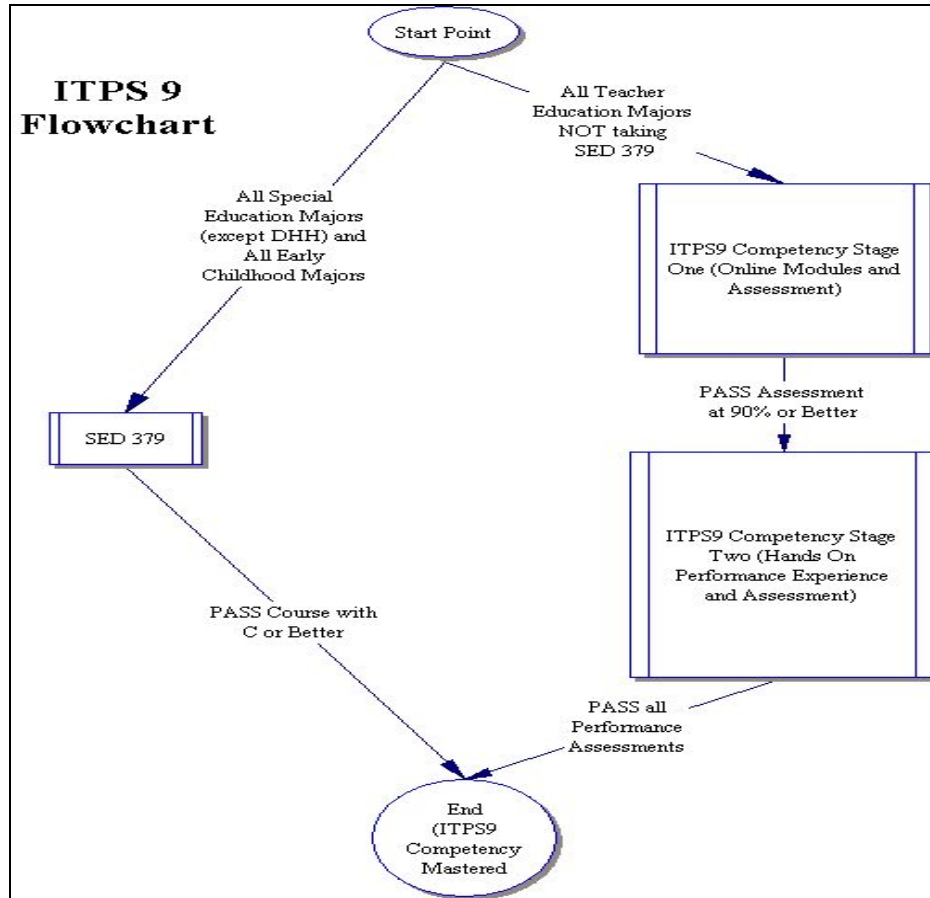 Start Point
ITPS 9
Flowchart
All Teacher
Education Majors
NOT taking
SED 379
All Special
Education Majors
(except DHH) and
All Early
Childhood Majors
ITPS9 Competency Stage
One (Online Modules and
Assessment)
PASS Assessment
at 90% or Better
SED 379
ITPS9 Competency Stage
Two (Hands On
Performance Experience
and Assessment)
PASS Course with
C or Better
PASS all
Performance
Assessments
End
(ITPS9
Competency
Mastered